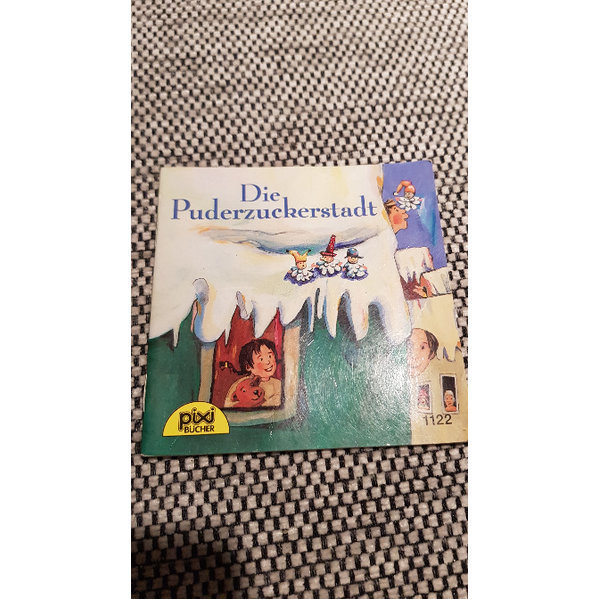 Die
Puderzuckerstadt
pixi
BÜCHER
1122